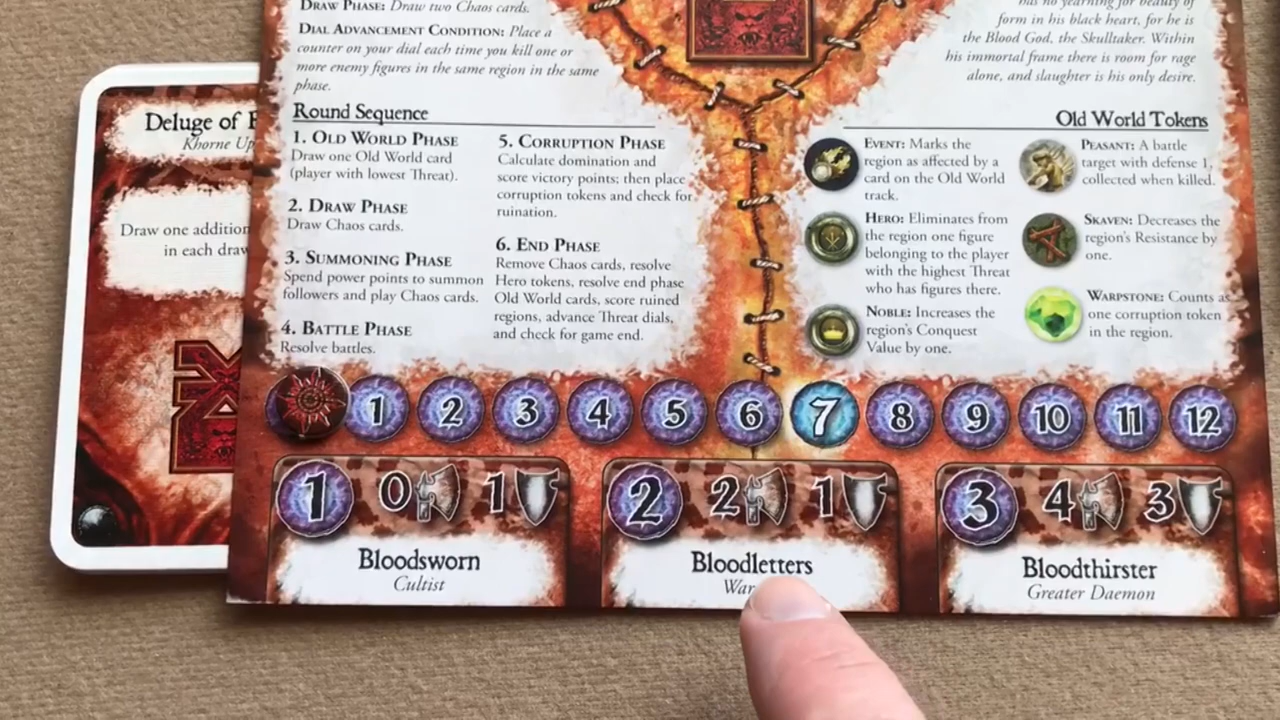 DRAW PHASE: Draw two Chaos cards.
DIAL ADVANCEMENT CONDITION: Place a
counter on your dial each time you kill one or
more enemy figures in the same region in the same
phase.
has no yearning for beauty of
form in his black heart, for he is
the Blood God, the Skulltaker. Within
his immortal frame there is room for rage
alone, and slaughter is his only desire.
Deluge of
Khorne
Draw one
in each
Round Sequence
1. OLD WORLD PHASE
Draw one Old World card
(player with lowest Threat).
2. DRAW PHASE
Draw Chaos cards.
3. SUMMONING PHASE
Spend power points to summon
followers and play Chaos cards.
4. BATTLE PHASE
Resolve battles.
5. CORRUPTION PHASE
Calculate domination and
score victory points; then place
corruption tokens and check for
ruination.
6. END PHASE
Remove Chaos cards, resolve
Hero tokens, resolve end phase
Old World cards, score ruined
regions, advance Threat dials,
and check for game end.
Old World Tokens
EVENT: Marks the
region as affected by a
card on the Old World
track.
HERO: Eliminates from
the region one figure
belonging to the player
with the highest Threat
who has figures there.
NOBLE: Increases the
region's Conquest
Value by one.
PEASANT: A battle
target with defense 1,
collected when killed.
SKAVEN: Decreases the
region's Resistance by
one.
WARPSTONE: Counts as
one corruption token
in the region.
1 2 3 4 5 6 7 8 9 10 11 12
1 0 1
Bloodsworn
Cultist
2 2 1
Bloodletters
3 4 3
Bloodthirster
Greater Daemon